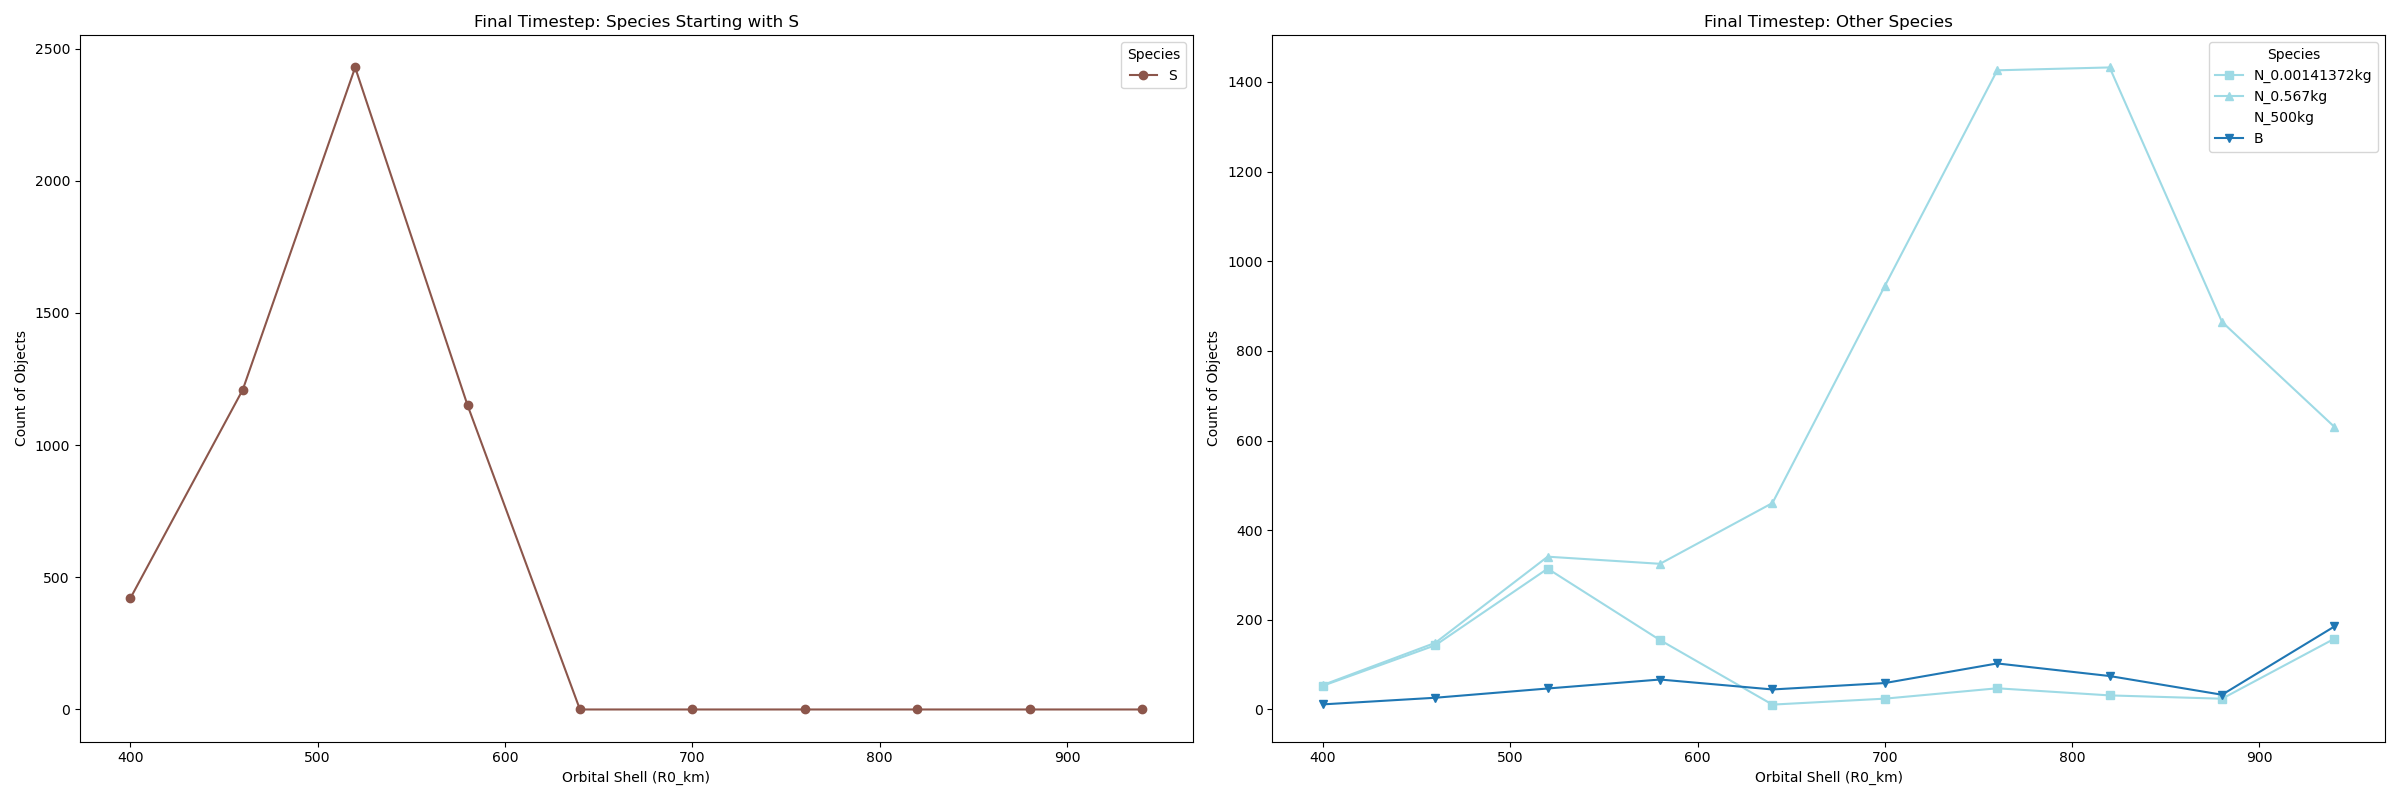 Final Timestep: Species Starting with S
Count of Objects
2500
2000
1500
1000
500
0
400 500 600 700 800 900
Orbital Shell (R0_km)
Species
S
Final Timestep: Other Species
Count of Objects
1400
1200
1000
800
600
400
200
0
400 500 600 700 800 900
Orbital Shell (R0_km)
Species
N_0.00141372kg
N_0.567kg
N_500kg
B